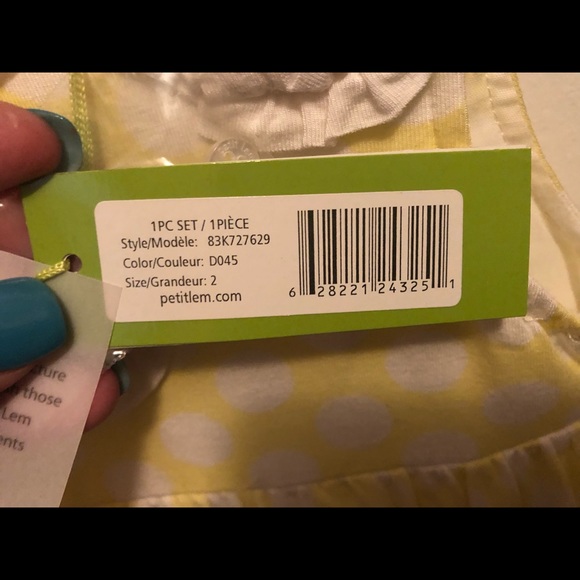 1PC SET / 1PIÈCE
Style/Modèle: 83K727629
Color/Couleur: D045
Size/Grandeur: 2
petitlem.com
6 28221 24325 1
those
Lem